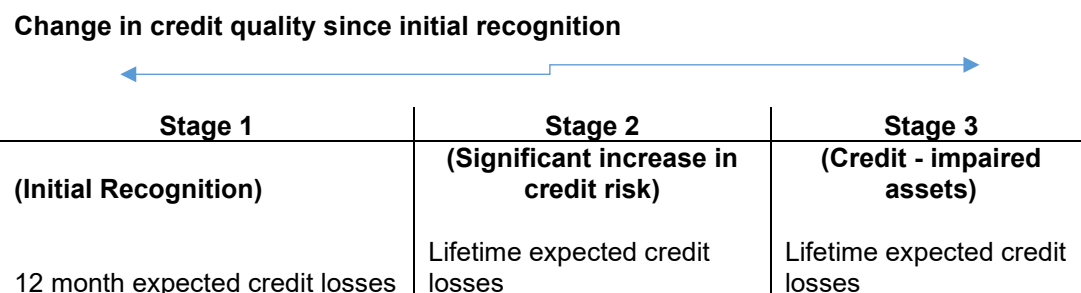 Change in credit quality since initial recognition
Stage 1 Stage 2 Stage 3
(Initial Recognition) (Significant increase in credit risk) (Credit - impaired assets)
12 month expected credit losses Lifetime expected credit losses Lifetime expected credit losses